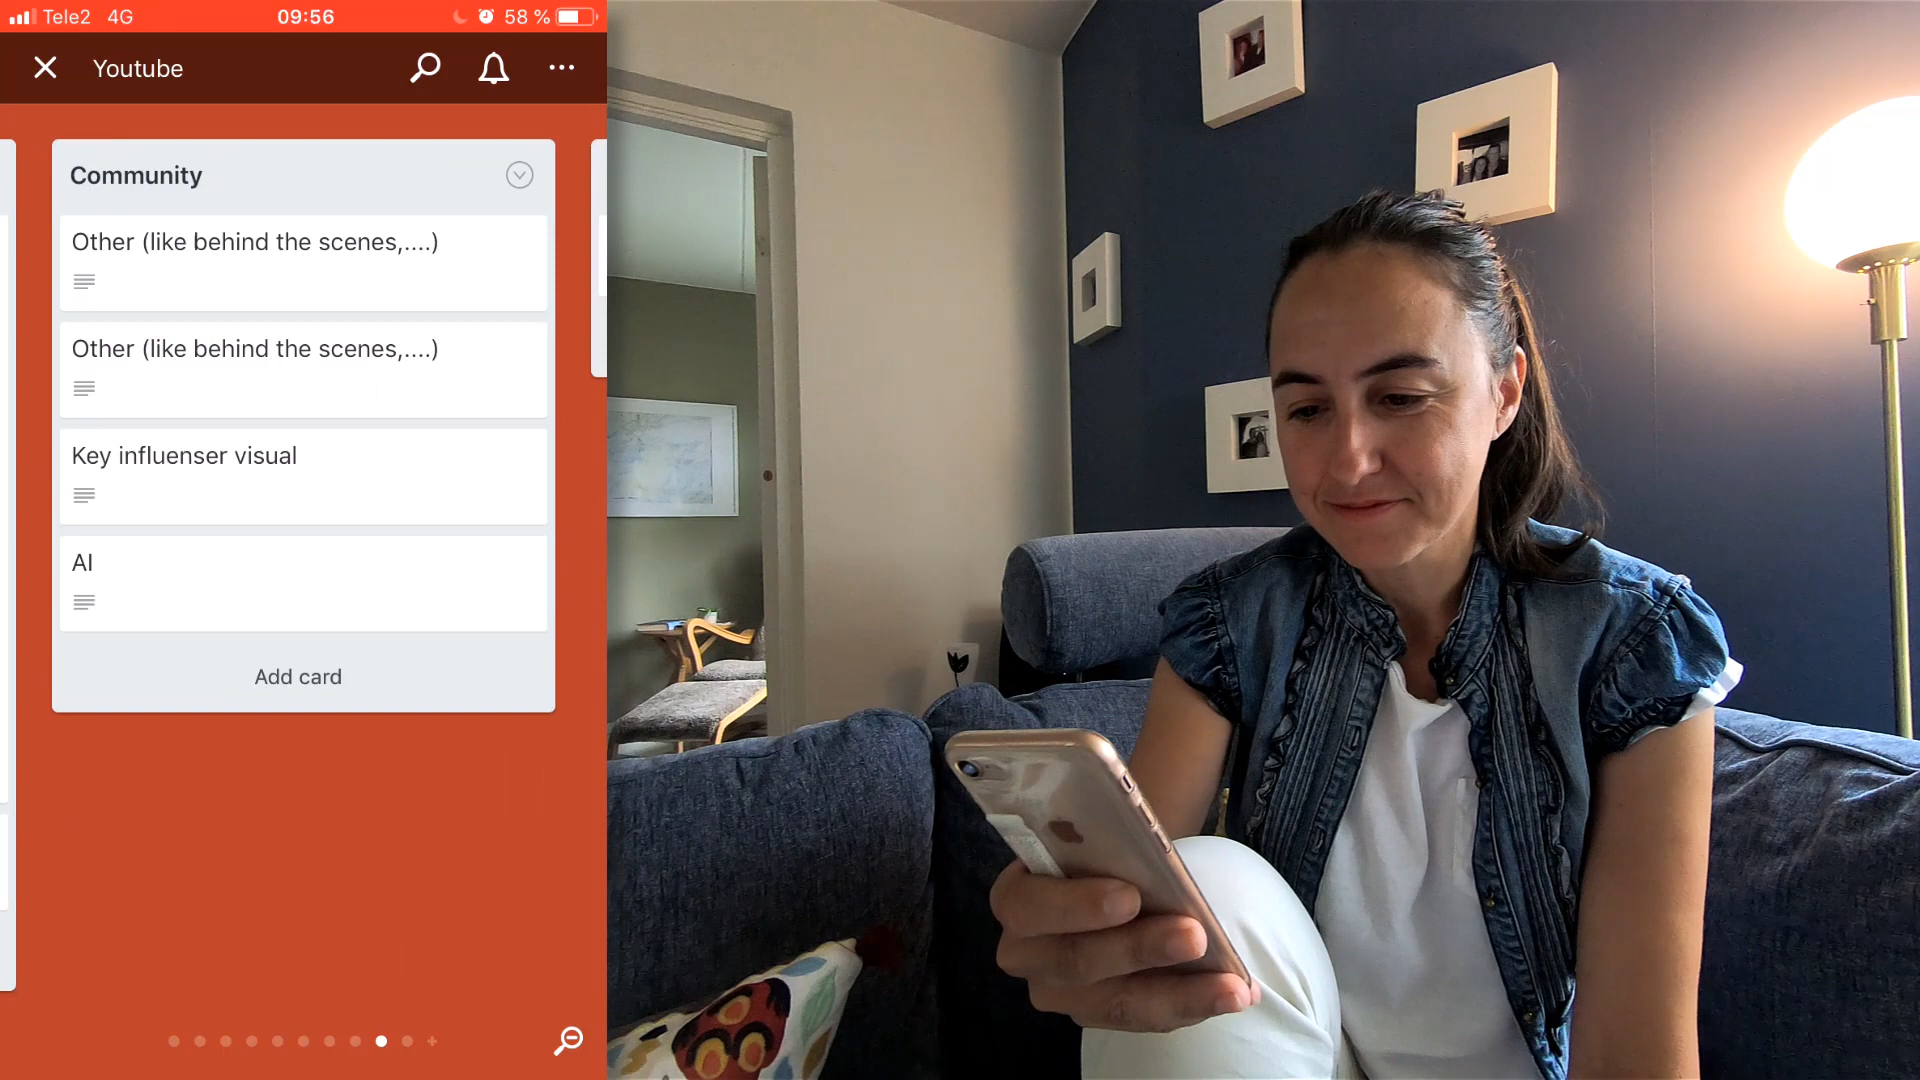 Tele2 4G 09:56 58 %
Youtube
Community
Other (like behind the scenes,....)
Other (like behind the scenes,....)
Key influenser visual
AI
Add card